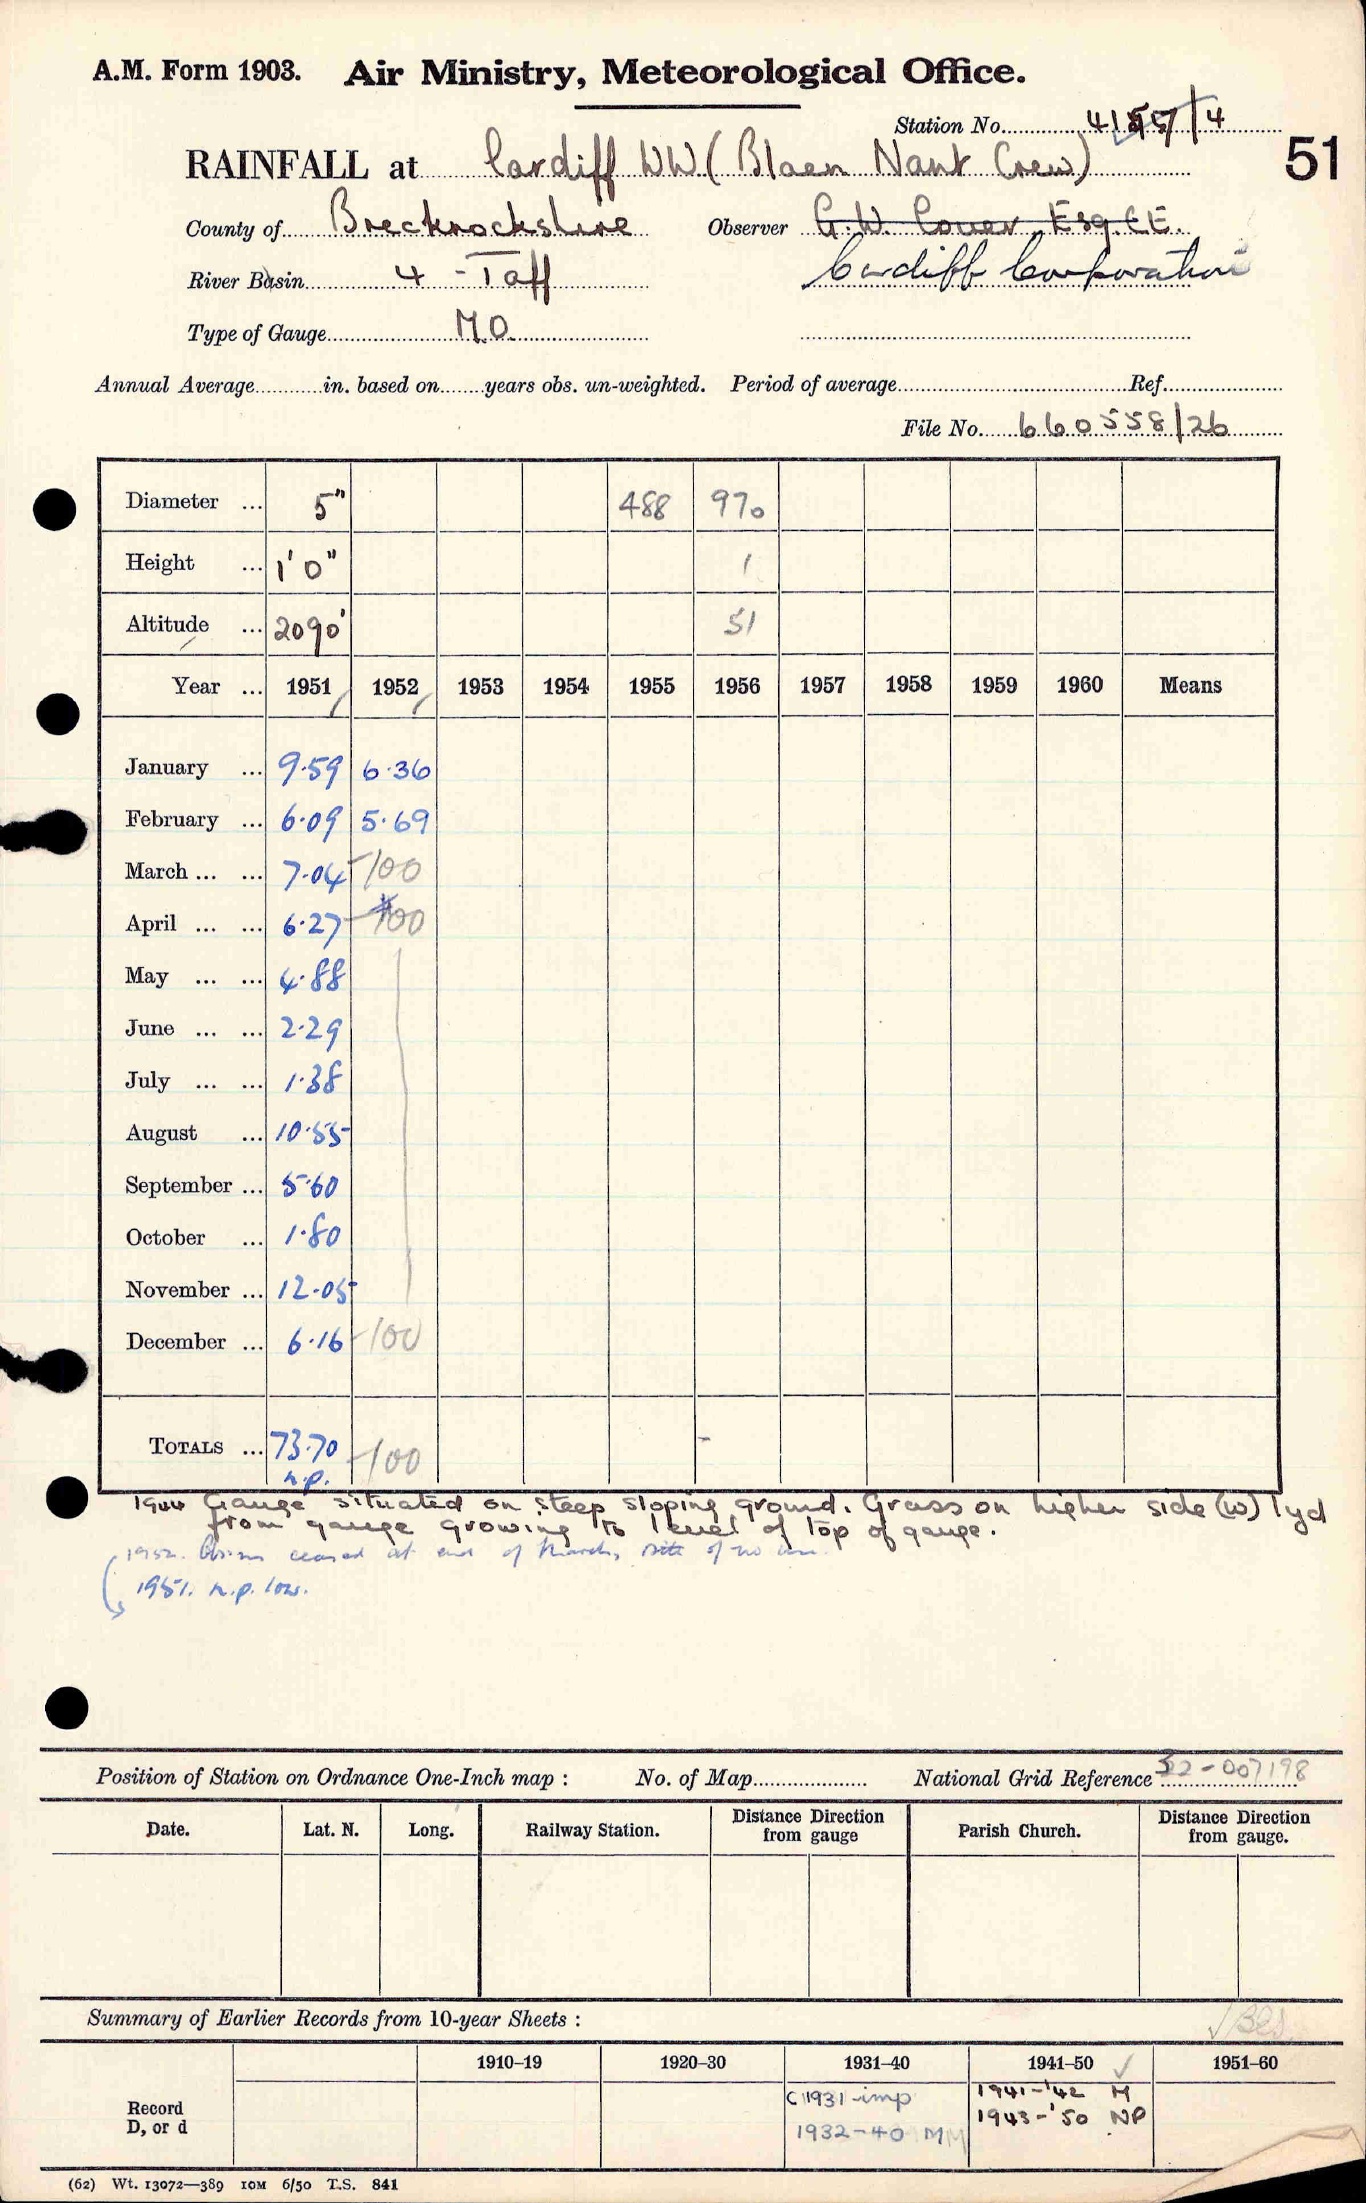 A.M. Form 1903. Air Ministry, Meteorological Office.
Station No. /4
51
RAINFALL at Cardiff WW (Blaen Nant Crew)
County of Brecknockshire Observer G.W. Esq. C.E.
River Basin 4 - Taff Cardiff Corporation
Type of Gauge M.O.
Annual Average in. based on years obs. un-weighted. Period of average Ref.
File No. 660558/26
Diameter ... 5" 488 970
Height ... 1' 0" 1
Altitude ... 2090' 51
Year ... 1951 1952 1953 1954 1955 1956 1957 1958 1959 1960 Means
January ... 9.59 6.36
February ... 6.09 5.69
March ... ... 7.04 -100
April ... ... 6.27 -100
May ... ... 4.88
June ... ... 2.29
July ... ... 1.38
August ... 10.55
September ... 5.60
October ... 1.80
November ... 12.05
December ... 6.16 -100
TOTALS ... 73.70 -100
n.p.
1944 Gauge situated on steep sloping ground. Grass on higher side (W) 1yd
from gauge growing to level of top of gauge.
1952. ceased at end of March, site of no use.
1951. n.p. low.
Position of Station on Ordnance One-Inch map : No. of Map National Grid Reference 22-007198
Date. Lat. N. Long. Railway Station. Distance Direction from gauge Parish Church. Distance Direction from gauge.
Summary of Earlier Records from 10-year Sheets :
1910–19 1920–30 1931–40 1941–50 ✓ 1951–60
Record C1931-imp 1941-'42 M
D, or d 1932-40 MM 1943-'50 NP
(62) Wt. 13072—389 10M 6/50 T.S. 841